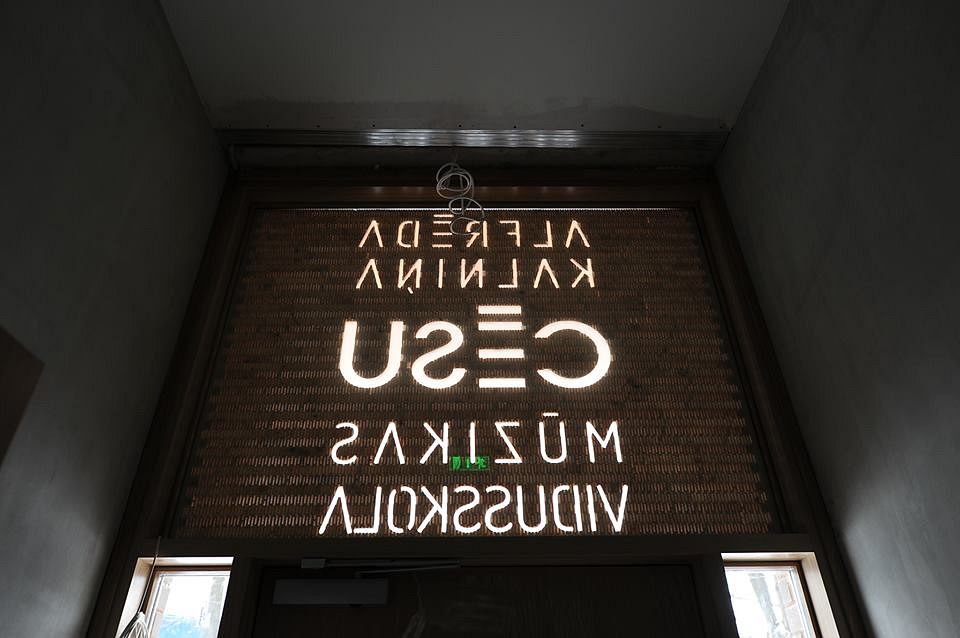 ALFRĒDA
KALNIŅA
CĒSU
MŪZIKAS
VIDUSSKOLA